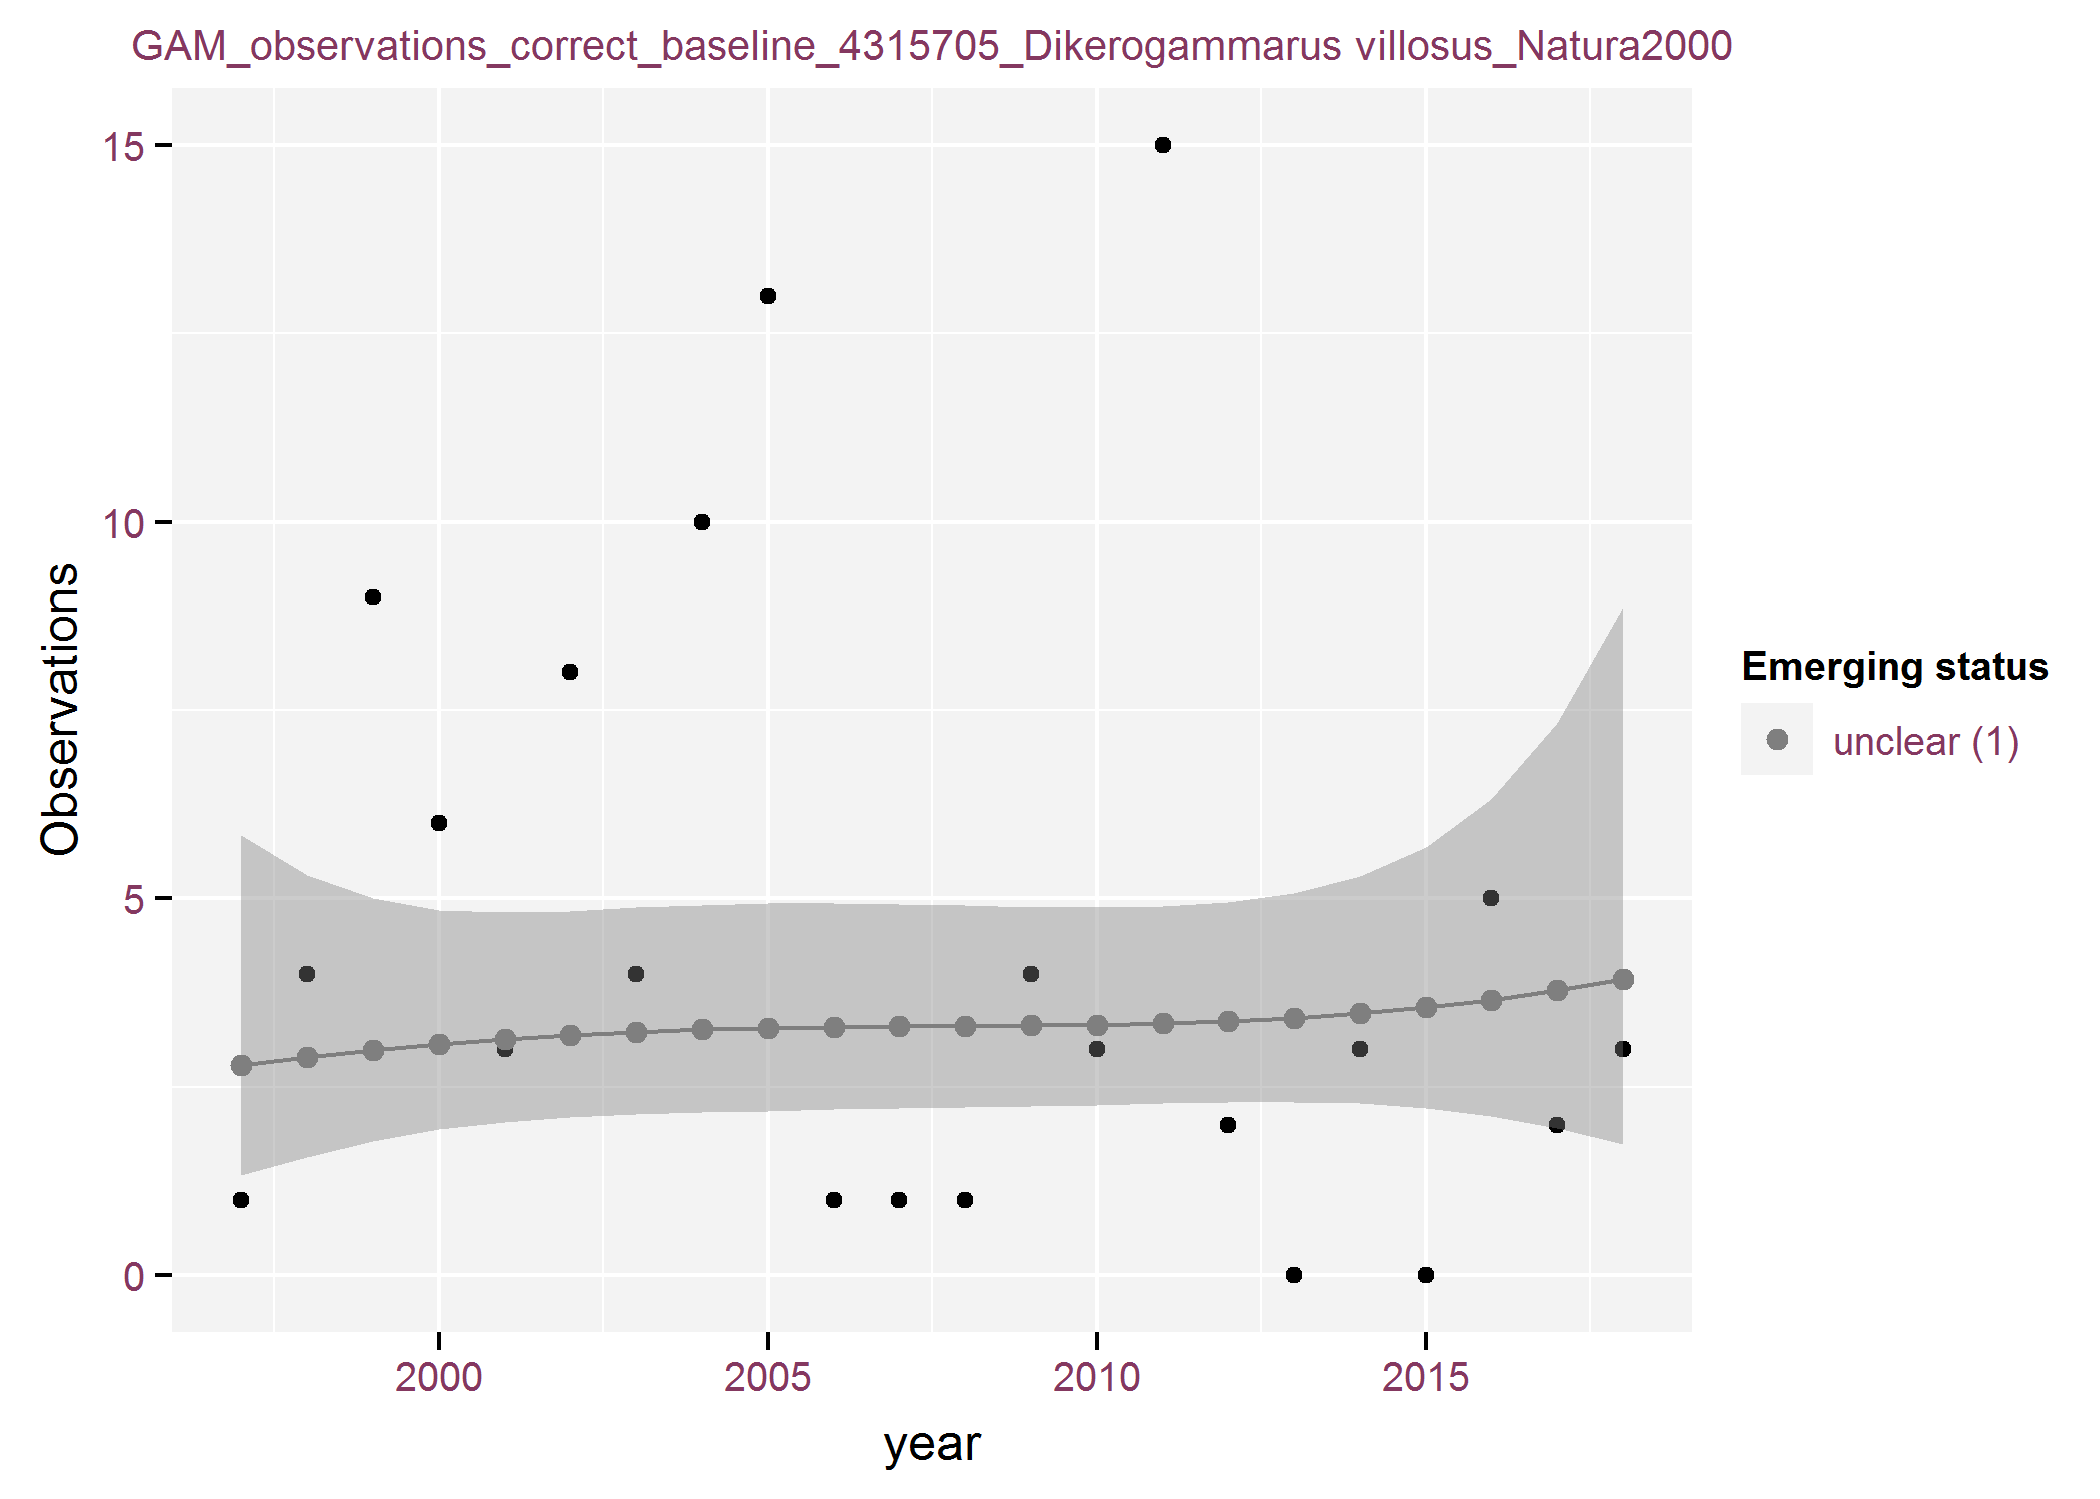 GAM_observations_correct_baseline_4315705_Dikerogammarus villosus_Natura2000
15
10
5
0
Observations
2000
2005
2010
2015
year
Emerging status
unclear (1)